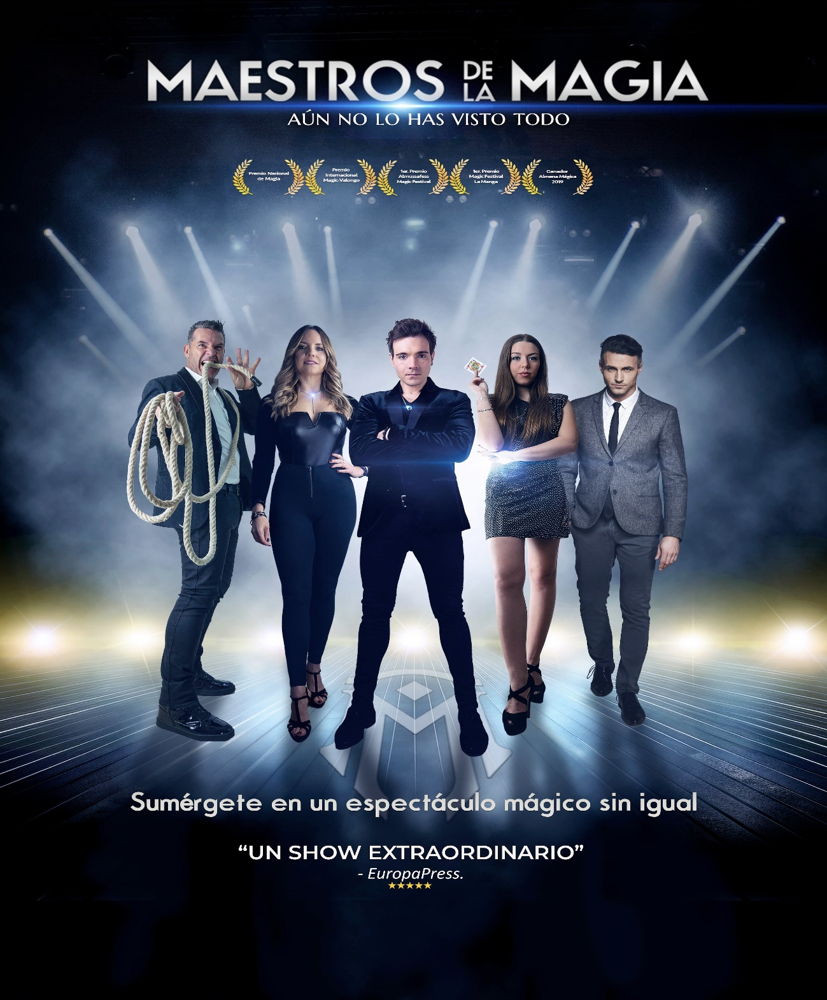 MAESTROS DE LA MAGIA
AÚN NO LO HAS VISTO TODO
Premio Nacional
de Magia
Premio
Internacional
Magic-Valongo
1er. Premio
Almussafess
Magic Festival
1er. Premio
Magic Festival
La Manga
Ganador
Almena Mágica
2019
Sumérgete en un espectáculo mágico sin igual
“UN SHOW EXTRAORDINARIO”
- EuropaPress.